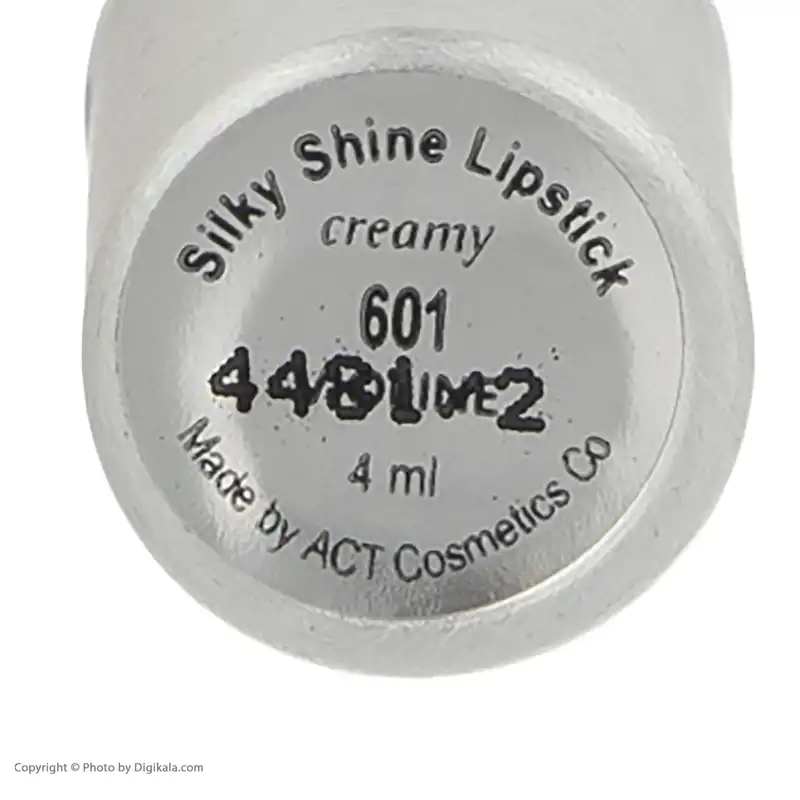 Silky Shine Lipstick
creamy
601
4 ml
Made by ACT Cosmetics Co
Copyright © Photo by Digikala.com